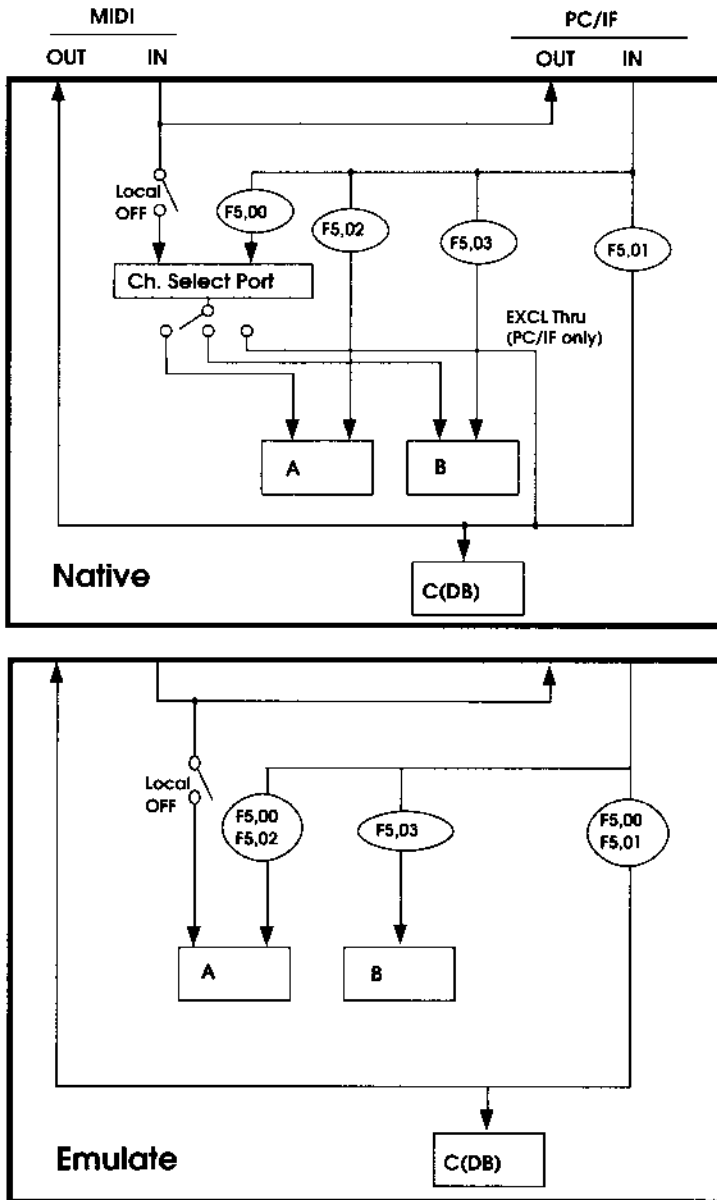 MIDI
PC/IF
OUT
IN
OUT
IN
Local
OFF
F5,00
F5,02
F5,03
F5,01
Ch. Select Port
EXCL Thru
(PC/IF only)
A
B
C(DB)
Native
Local
OFF
F5,00
F5,02
F5,03
F5,00
F5,01
A
B
C(DB)
Emulate